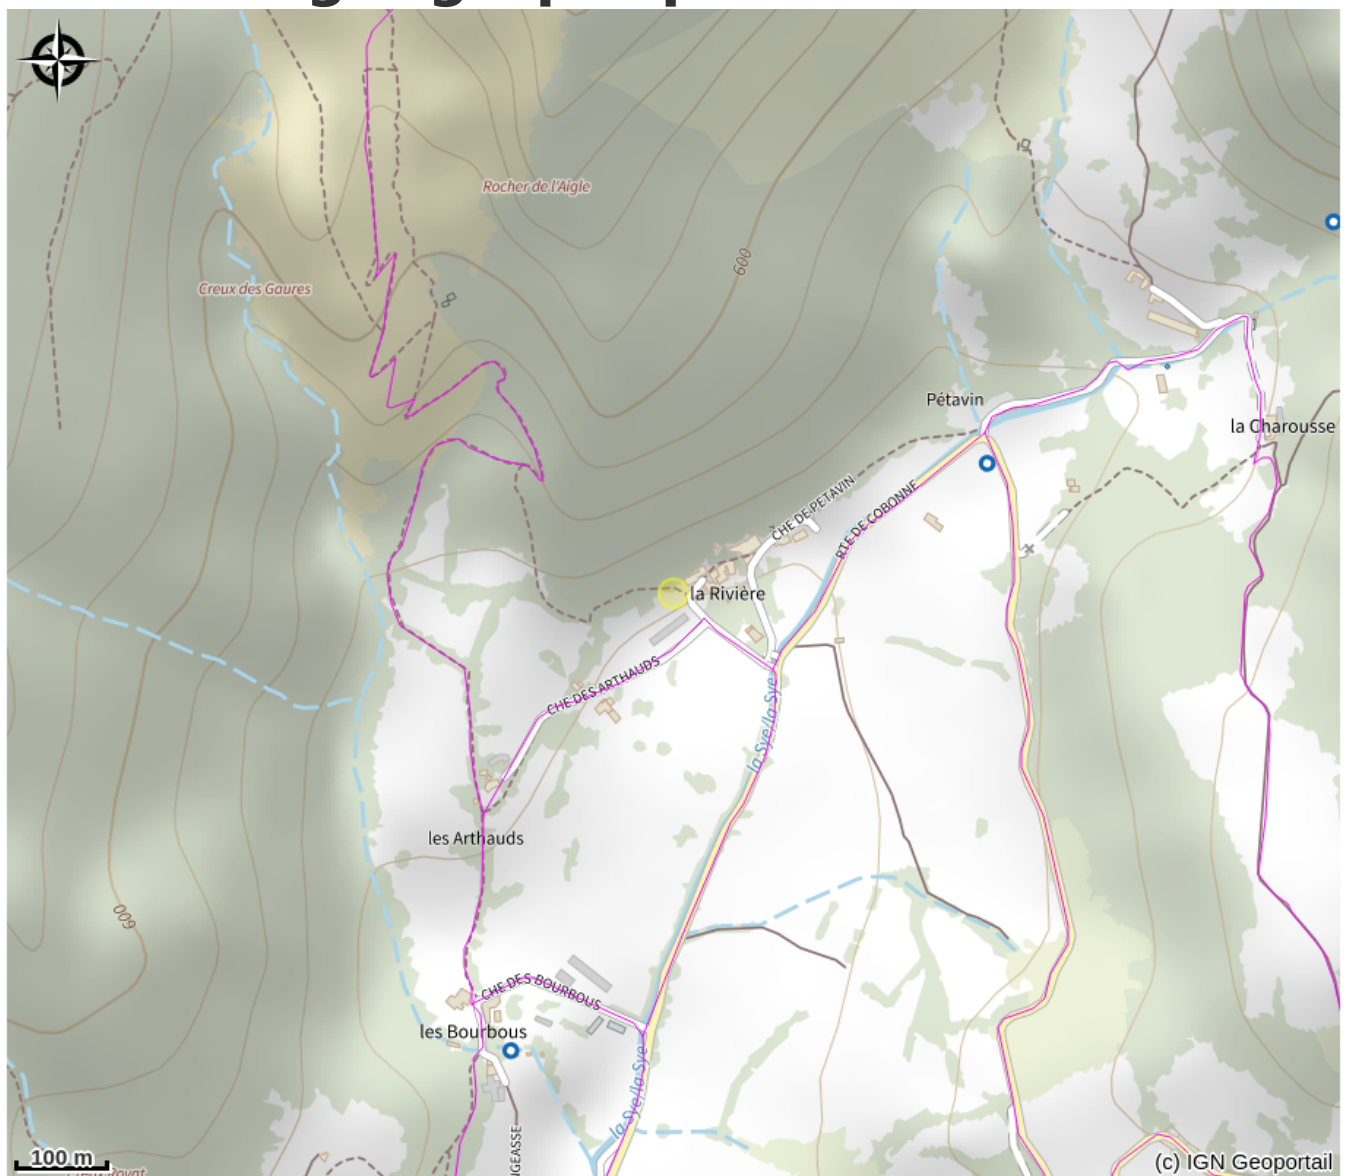 Rocher de l'Aigle
600
Creux des Gaures
Pétavin
la Charousse
CHE DE PETAVIN
RTE DE COBONNE
la Rivière
CHE DES ARTHAUDS
la Sye/la Sye
les Arthauds
600
CHE DES BOURBOUS
les Bourbous
la Sye/la Sye
100 m
(c) IGN Geoportail